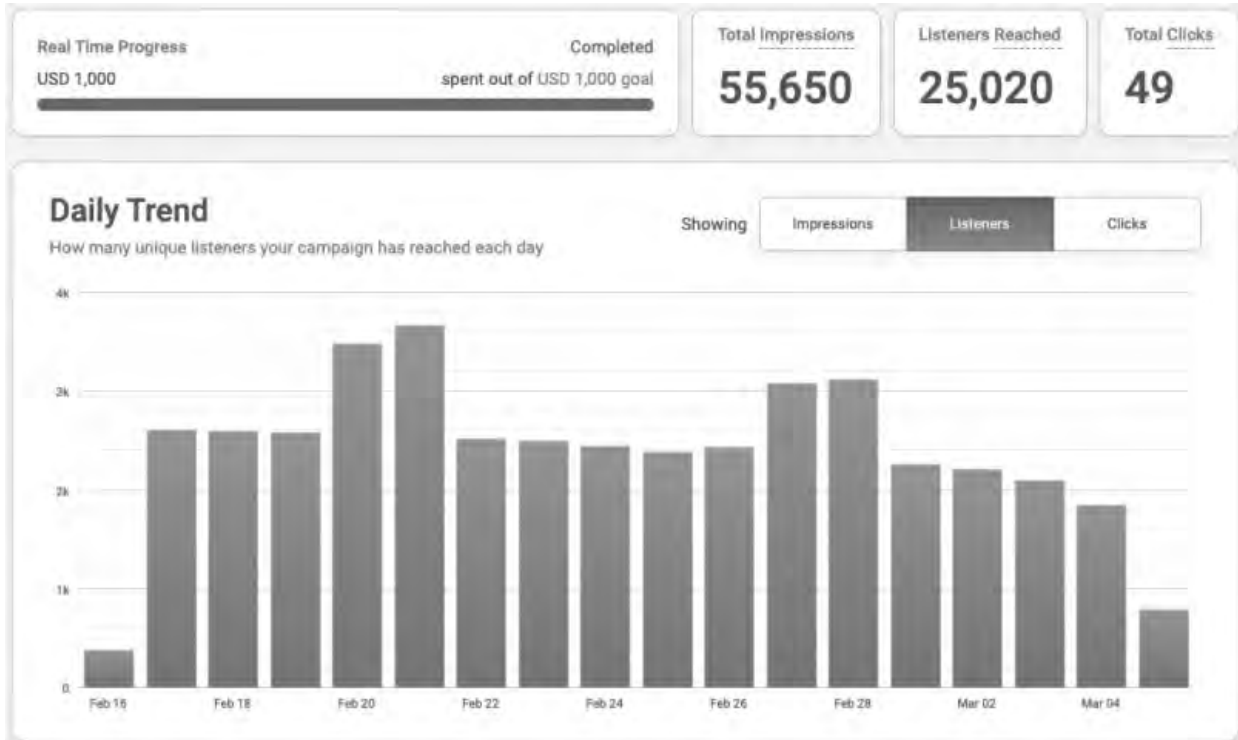 Real Time Progress
Completed
USD 1,000
spent out of USD 1,000 goal
Total Impressions
55,650
Listeners Reached
25,020
Total Clicks
49
Daily Trend
How many unique listeners your campaign has reached each day
Showing
Impressions
Listeners
Clicks
4k
3k
2k
1k
0
Feb 16
Feb 18
Feb 20
Feb 22
Feb 24
Feb 26
Feb 28
Mar 02
Mar 04